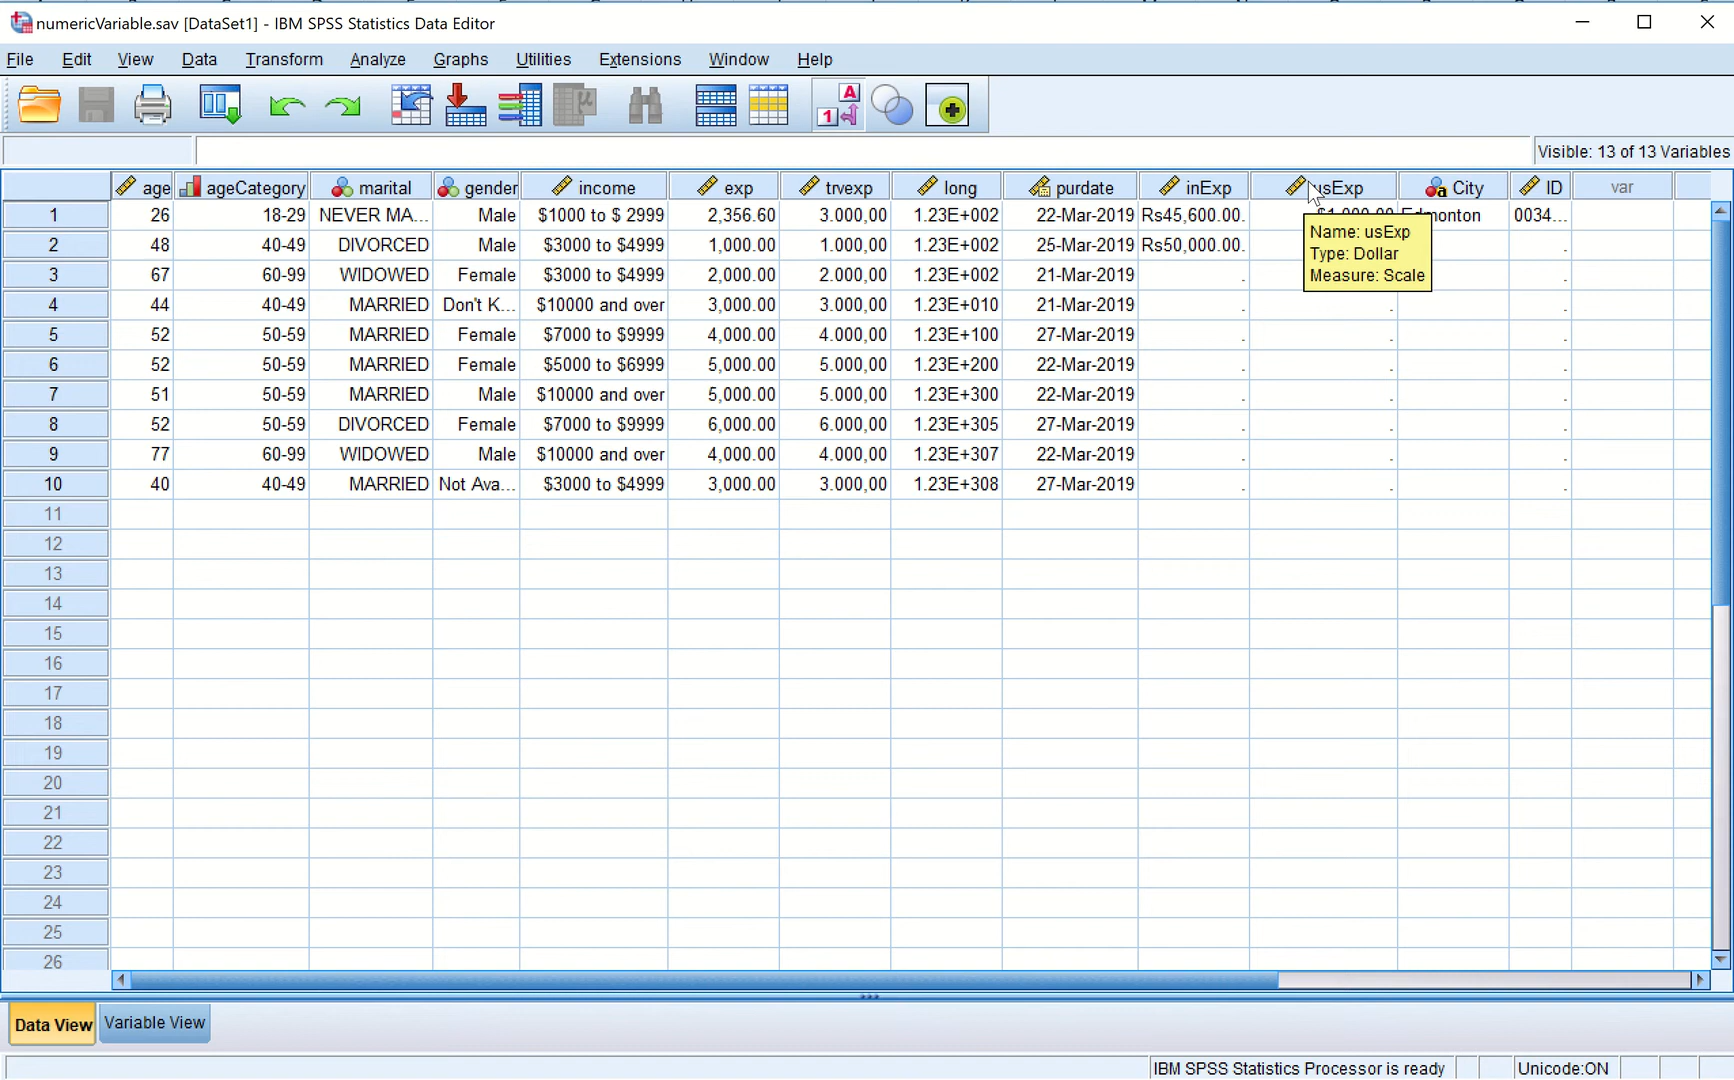 numericVariable.sav [DataSet1] - IBM SPSS Statistics Data Editor
File Edit View Data Transform Analyze Graphs Utilities Extensions Window Help
Visible: 13 of 13 Variables
age ageCategory marital gender income exp trvexp long purdate inExp usExp City ID var
1 26 18-29 NEVER MA... Male $1000 to $ 2999 2,356.60 3.000,00 1.23E+002 22-Mar-2019 Rs45,600.00. Edmonton 0034...
2 48 40-49 DIVORCED Male $3000 to $4999 1,000.00 1.000,00 1.23E+002 25-Mar-2019 Rs50,000.00. .
3 67 60-99 WIDOWED Female $3000 to $4999 2,000.00 2.000,00 1.23E+002 21-Mar-2019 . .
4 44 40-49 MARRIED Don't K... $10000 and over 3,000.00 3.000,00 1.23E+010 21-Mar-2019 . . .
5 52 50-59 MARRIED Female $7000 to $9999 4,000.00 4.000,00 1.23E+100 27-Mar-2019 . . .
6 52 50-59 MARRIED Female $5000 to $6999 5,000.00 5.000,00 1.23E+200 22-Mar-2019 . . .
7 51 50-59 MARRIED Male $10000 and over 5,000.00 5.000,00 1.23E+300 22-Mar-2019 . . .
8 52 50-59 DIVORCED Female $7000 to $9999 6,000.00 6.000,00 1.23E+305 27-Mar-2019 . . .
9 77 60-99 WIDOWED Male $10000 and over 4,000.00 4.000,00 1.23E+307 22-Mar-2019 . . .
10 40 40-49 MARRIED Not Ava... $3000 to $4999 3,000.00 3.000,00 1.23E+308 27-Mar-2019 . . .
11
12
13
14
15
16
17
18
19
20
21
22
23
24
25
26
Name: usExp
Type: Dollar
Measure: Scale
Data View Variable View
IBM SPSS Statistics Processor is ready Unicode:ON